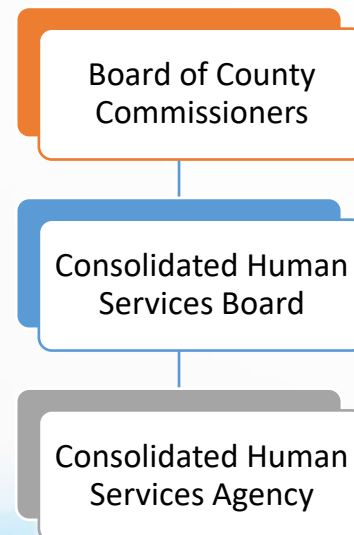 Board of County
Commissioners
Consolidated Human
Services Board
Consolidated Human
Services Agency